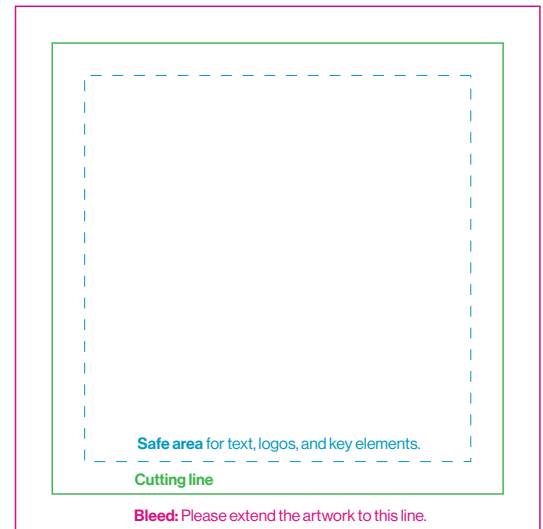 Safe area for text, logos, and key elements.
Cutting line
Bleed: Please extend the artwork to this line.